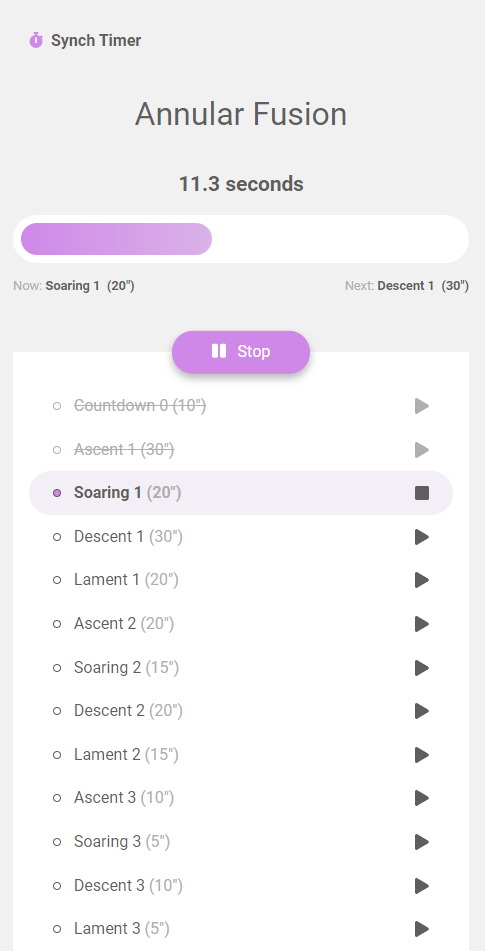 Synch Timer
Annular Fusion
11.3 seconds
Now: Soaring 1 (20")
Next: Descent 1 (30")
Stop
Countdown 0 (10")
Ascent 1 (30")
Soaring 1 (20")
Descent 1 (30")
Lament 1 (20")
Ascent 2 (20")
Soaring 2 (15")
Descent 2 (20")
Lament 2 (15")
Ascent 3 (10")
Soaring 3 (5")
Descent 3 (10")
Lament 3 (5")